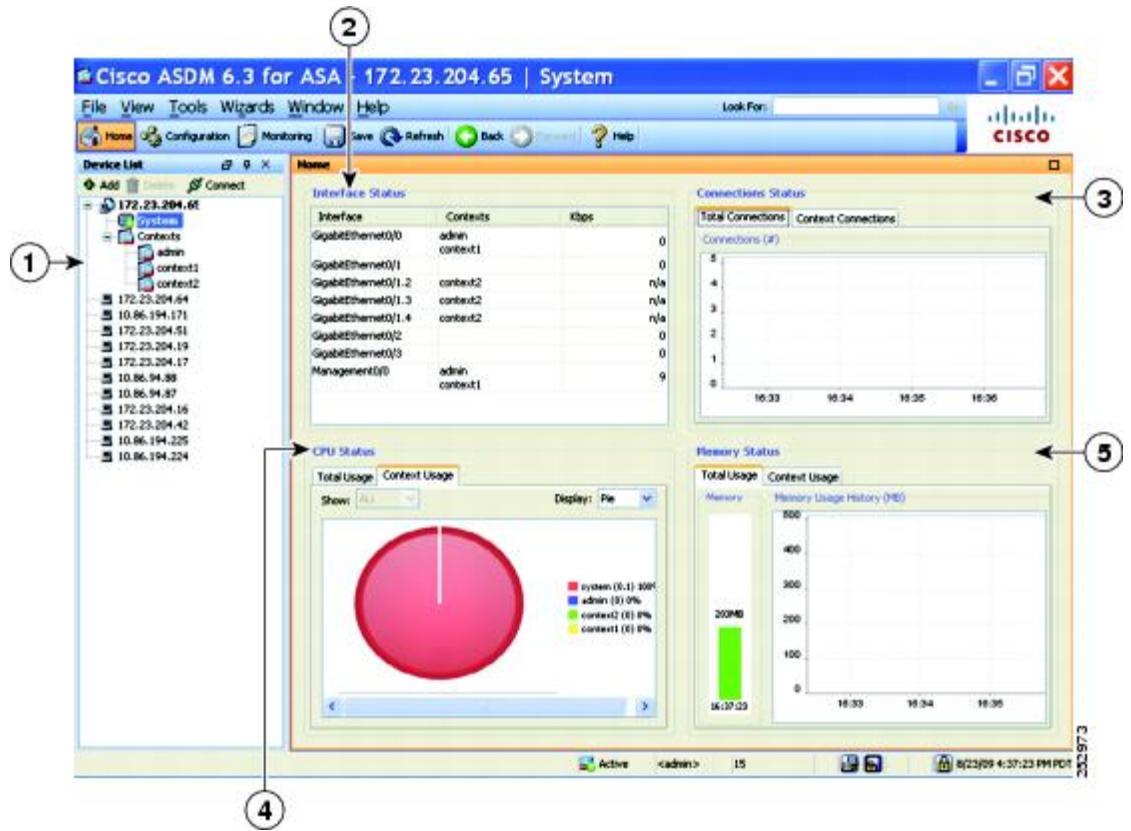 2
Cisco ASDM 6.3 for ASA - 172.23.204.65 | System
File View Tools Wizards Window Help
Look For:
Home Configuration Monitoring Save Refresh Back Forward Help
CISCO
Device List
Add Delete Connect
172.23.204.65
System
Contexts
admin
context1
context2
172.23.204.64
10.86.194.171
172.23.204.51
172.23.204.19
172.23.204.17
10.86.94.88
10.86.94.87
172.23.204.16
172.23.204.42
10.86.194.225
10.86.194.224
1
Home
Interface Status
Interface Contexts Kbps
GigabitEthernet0/0 admin
context1 0
GigabitEthernet0/1 0
GigabitEthernet0/1.2 context2 n/a
GigabitEthernet0/1.3 context2 n/a
GigabitEthernet0/1.4 context2 n/a
GigabitEthernet0/2 0
GigabitEthernet0/3 0
Management0/0 admin
context1 9
Connections Status
3
Total Connections Context Connections
Connections (#)
5
4
3
2
1
0
16:33 16:34 16:35 16:36
CPU Status
Total Usage Context Usage
Show: ALL Display: Pie
system (0.1) 100%
admin (0) 0%
context2 (0) 0%
context1 (0) 0%
4
Memory Status
5
Total Usage Context Usage
Memory Memory Usage History (MB)
203MB
16:37:23
500
400
300
200
100
0
16:33 16:34 16:35
Active <admin> 15 8/23/09 4:37:23 PM PDT
252973